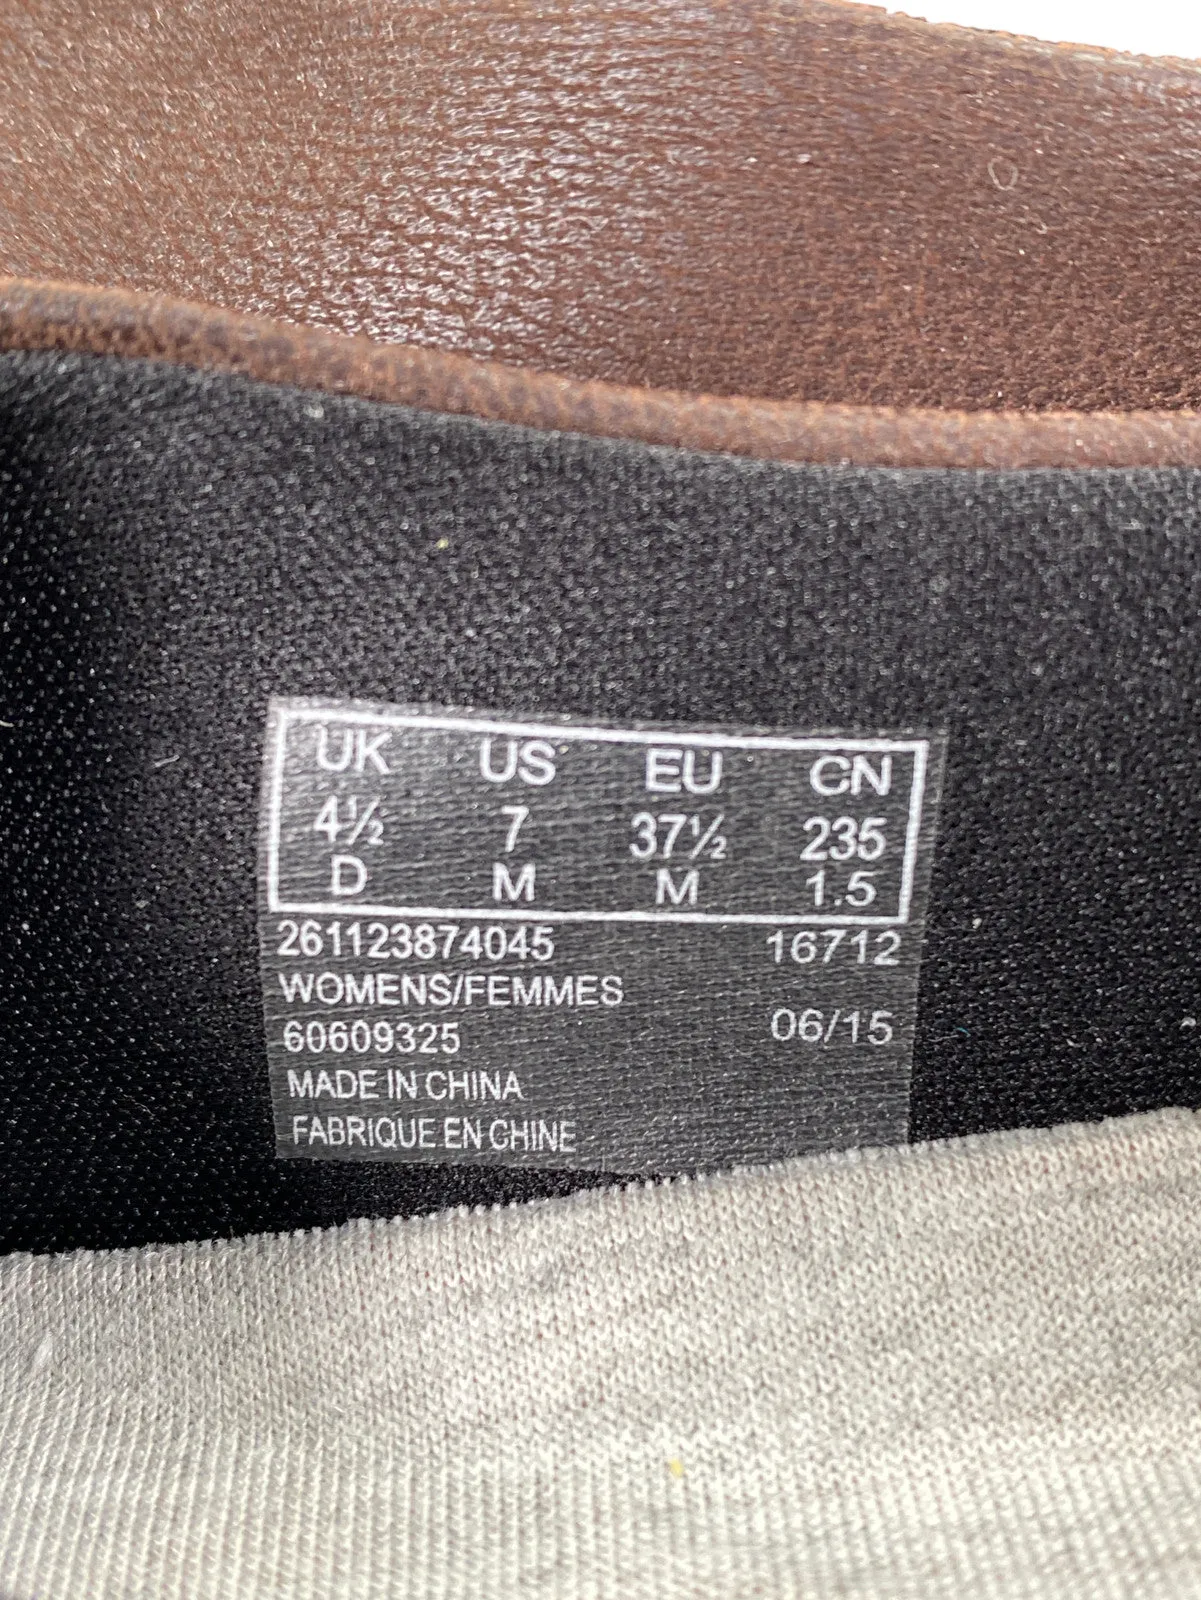 UK US EU CN
4½ 7 37½ 235
D M M 1.5
261123874045 16712
WOMENS/FEMMES
60609325 06/15
MADE IN CHINA
FABRIQUE EN CHINE